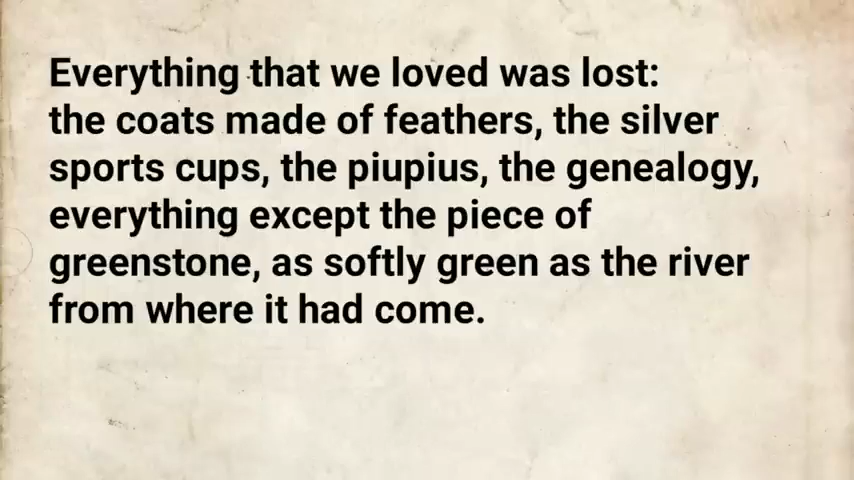 Everything that we loved was lost:
the coats made of feathers, the silver
sports cups, the piupius, the genealogy,
everything except the piece of
greenstone, as softly green as the river
from where it had come.